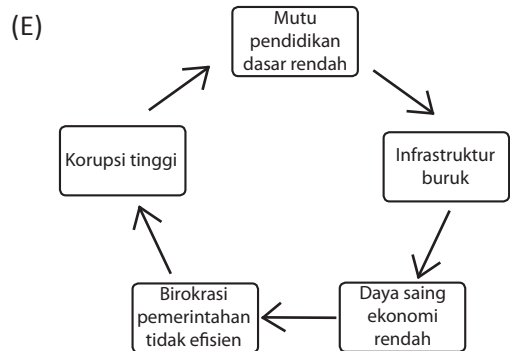 (E)
Mutu
pendidikan
dasar rendah
Infrastruktur
buruk
Daya saing
ekonomi
rendah
Birokrasi
pemerintahan
tidak efisien
Korupsi tinggi